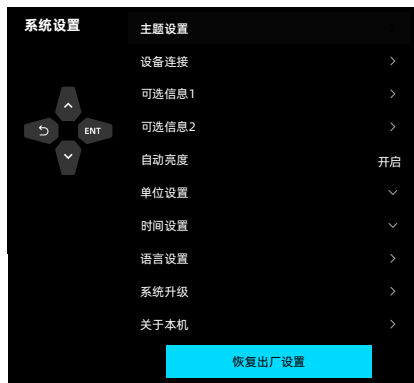 系统设置
主题设置
设备连接
可选信息1
可选信息2
自动亮度 开启
单位设置
时间设置
语言设置
系统升级
关于本机
ENT
恢复出厂设置